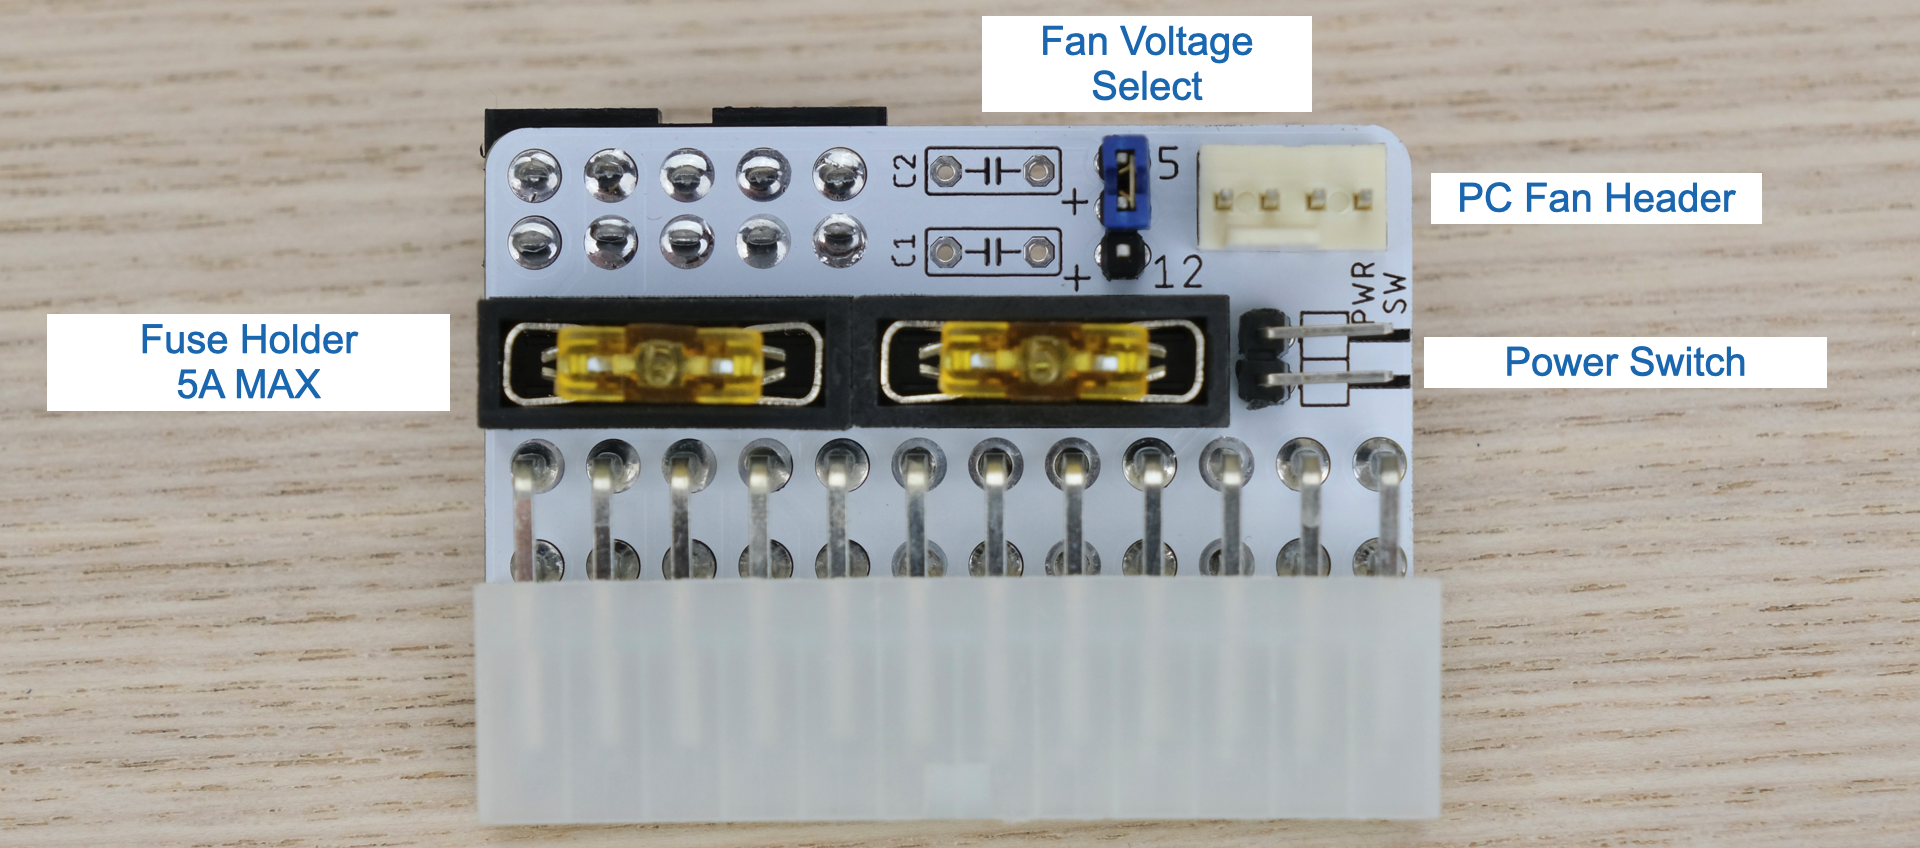 Fan Voltage
Select
PC Fan Header
Fuse Holder
5A MAX
Power Switch
C2
5
+
C1
12
+
PWR
SW